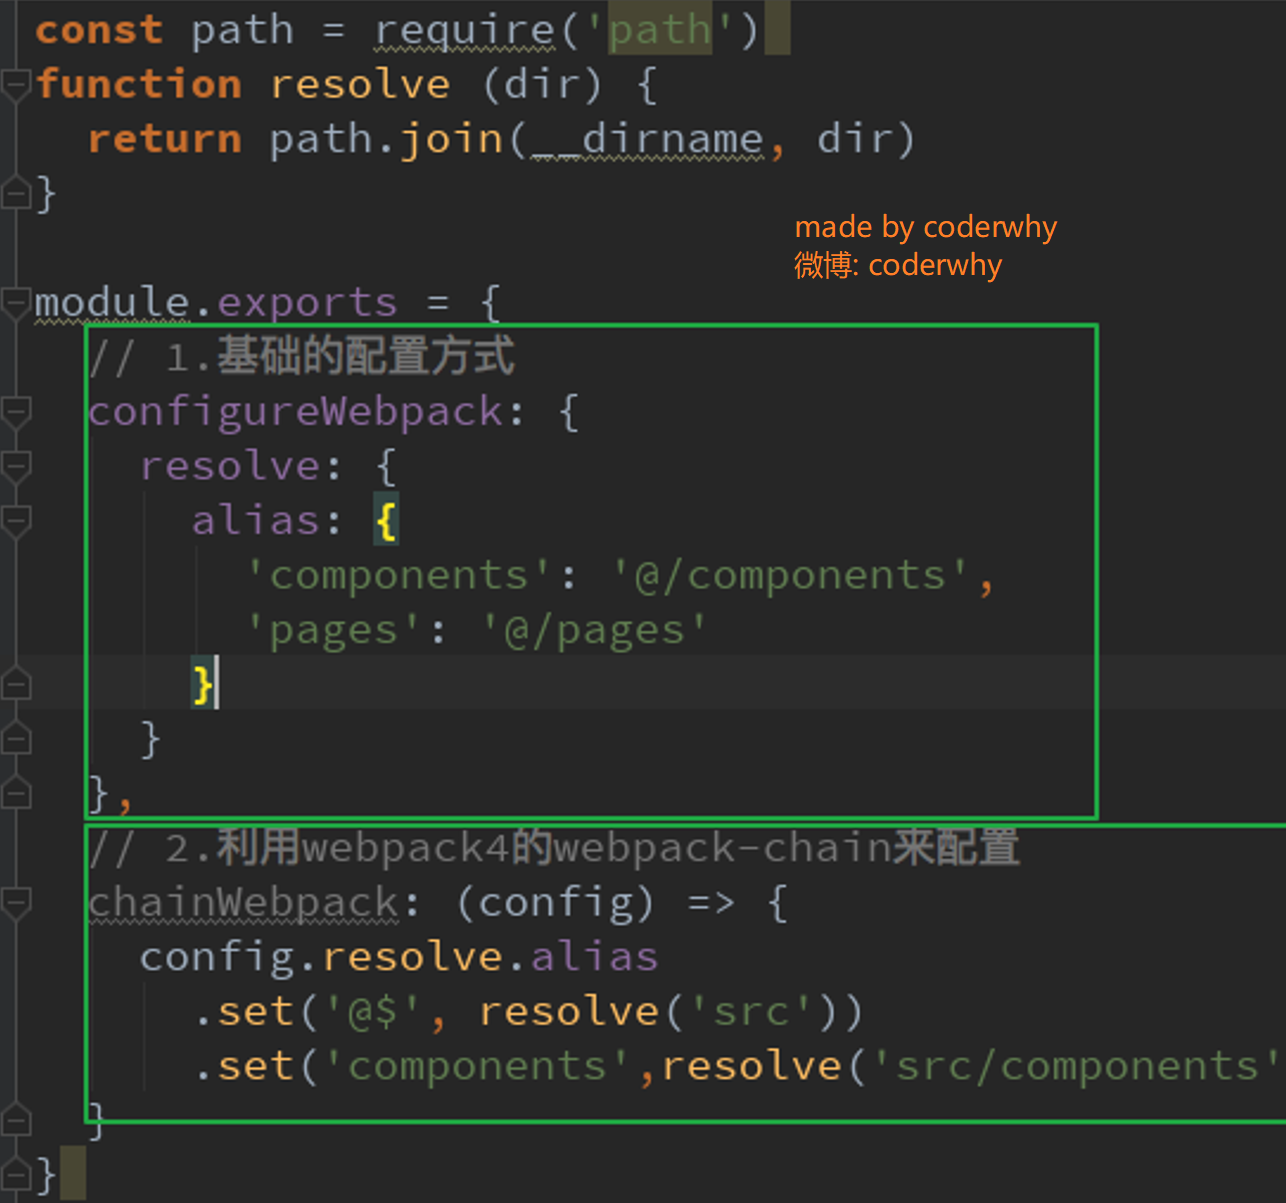 const path = require('path')
function resolve (dir) {
  return path.join(__dirname, dir)
}
made by coderwhy
微博: coderwhy
module.exports = {
  // 1.基础的配置方式
  configureWebpack: {
    resolve: {
      alias: {
        'components': '@/components',
        'pages': '@/pages'
      }
    }
  },
  // 2.利用webpack4的webpack-chain来配置
  chainWebpack: (config) => {
    config.resolve.alias
      .set('@$', resolve('src'))
      .set('components',resolve('src/components'
  }
}